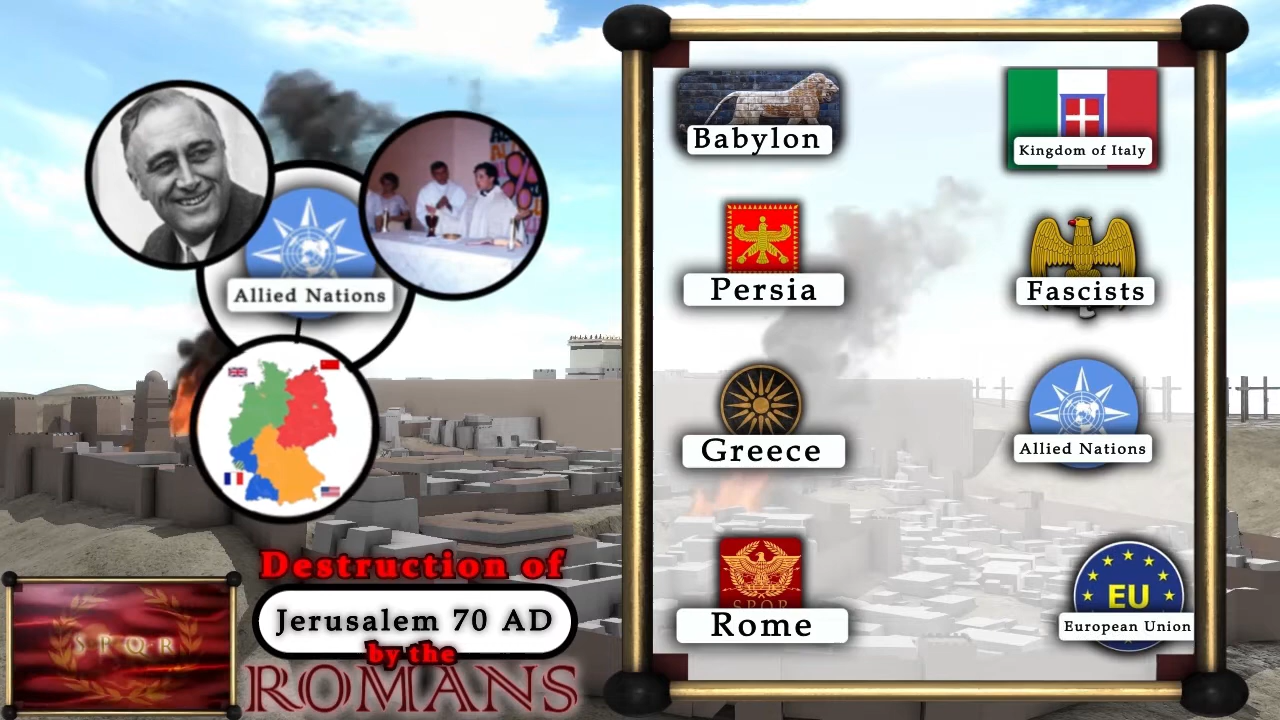 Allied Nations
Destruction of
Jerusalem 70 AD
by the
ROMANS
SPQR
Babylon
Kingdom of Italy
Persia
Fascists
Greece
Allied Nations
SPQR
Rome
EU
European Union